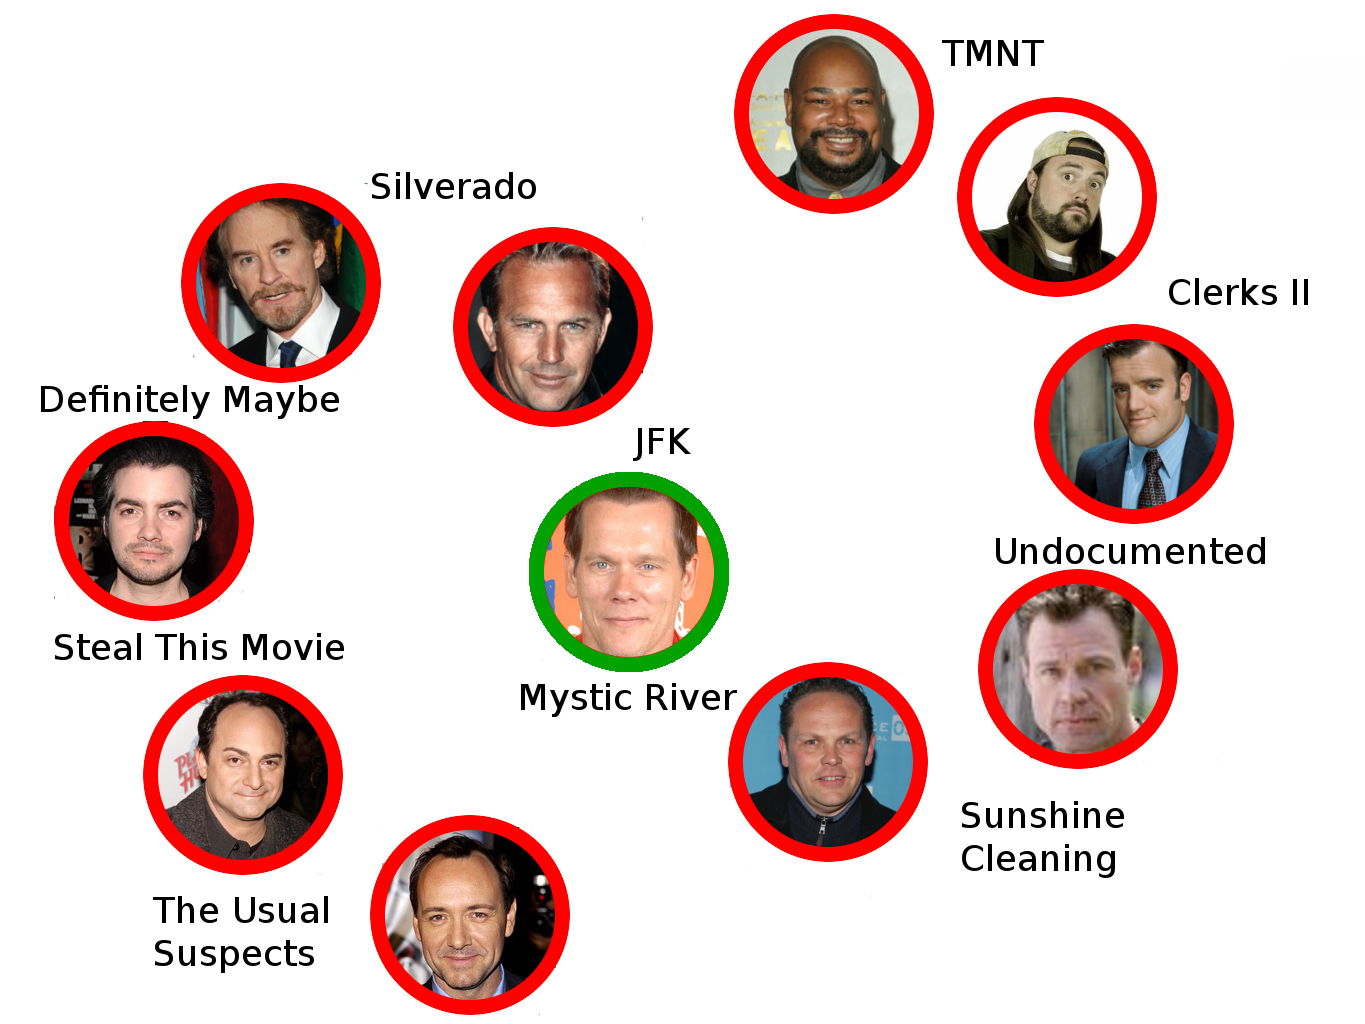 TMNT
Silverado
Clerks II
Definitely Maybe
JFK
Undocumented
Steal This Movie
Mystic River
Sunshine
Cleaning
The Usual
Suspects